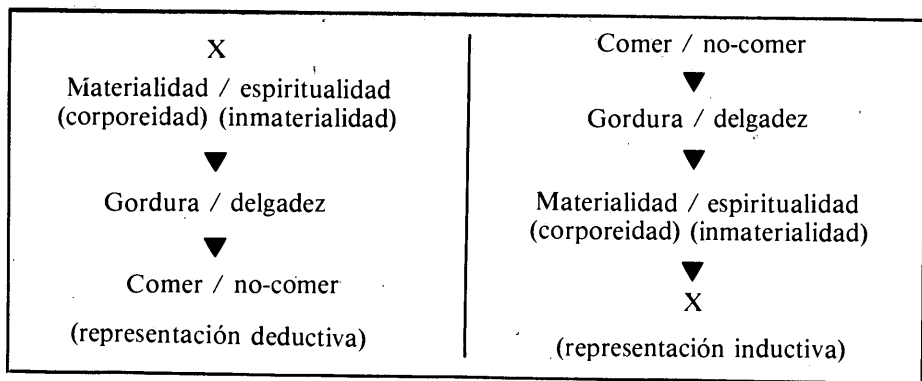 X
Materialidad / espiritualidad
(corporeidad) (inmaterialidad)
Gordura / delgadez
Comer / no-comer
(representación deductiva)
Comer / no-comer
Gordura / delgadez
Materialidad / espiritualidad
(corporeidad) (inmaterialidad)
X
(representación inductiva)